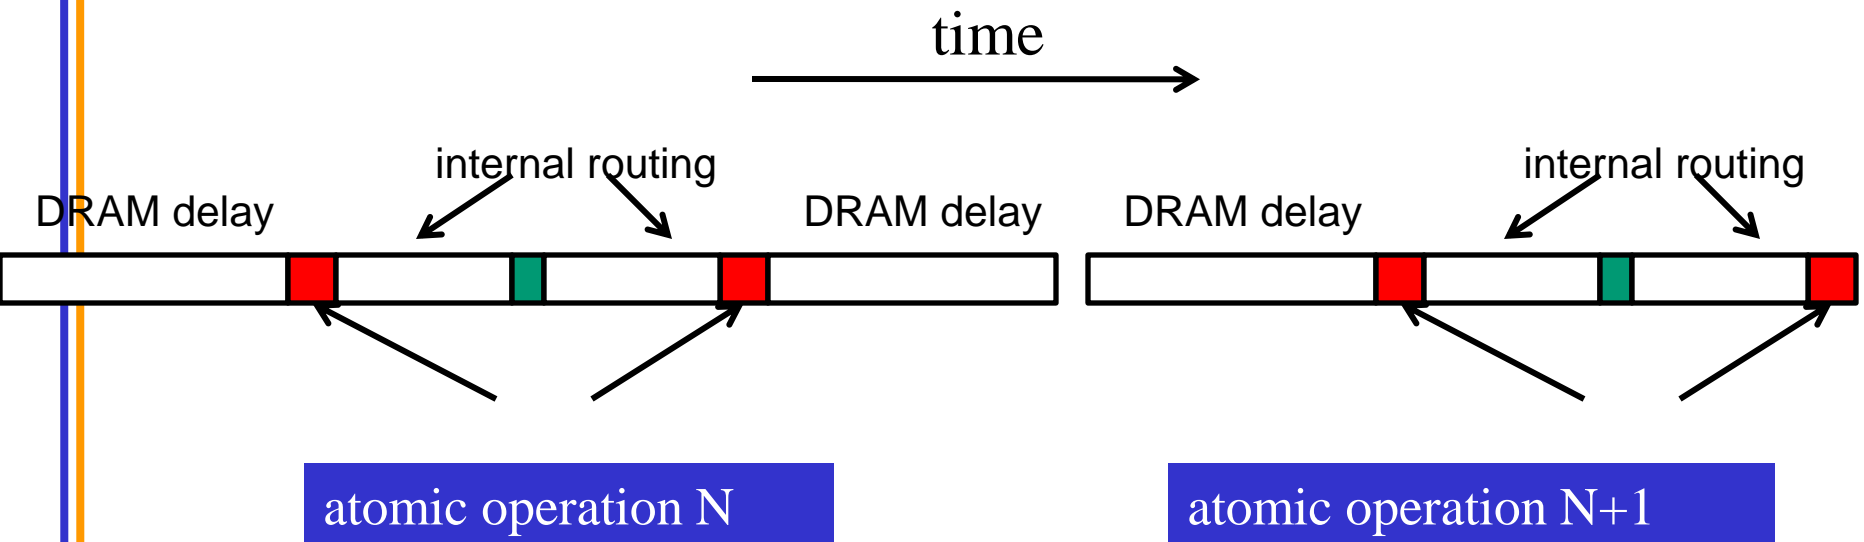 time
internal routing
internal routing
DRAM delay
DRAM delay
DRAM delay
atomic operation N
atomic operation N+1